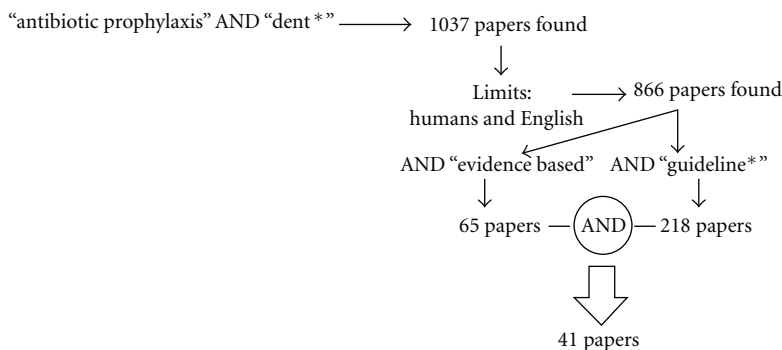 “antibiotic prophylaxis” AND “dent*”
1037 papers found
Limits:
humans and English
866 papers found
AND “evidence based”
AND “guideline*”
65 papers
AND
218 papers
41 papers